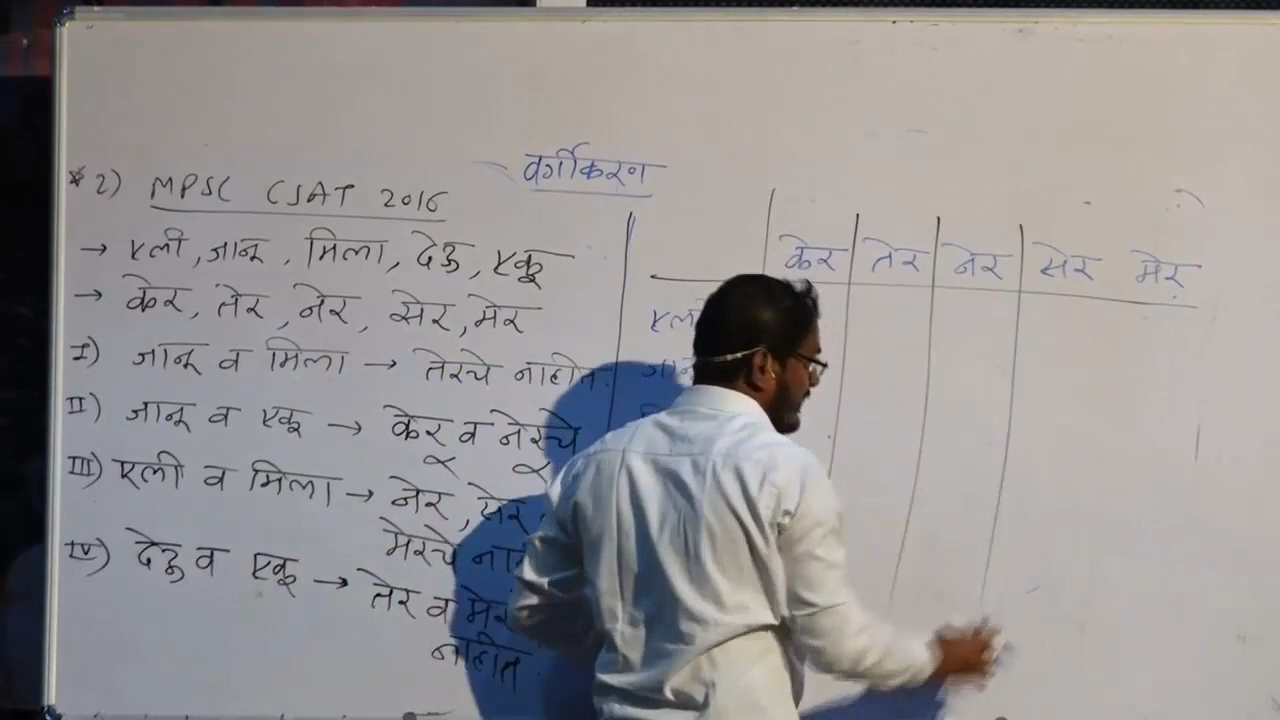 वर्गीकरण
* 2) MPSC CSAT 2016
→ एली, जानू, मिला, देऊ, एकू
→ केर, तेर, नेर, सेर, मेर
I) जानू व मिला → तेरचे नाहीत.
II) जानू व एकू → केर व नेरचे
III) एली व मिला → नेर, सेर
मेरचे
IV) देऊ व एकू → तेर व मेर
नाहीत.
केर तेर नेर सेर मेर